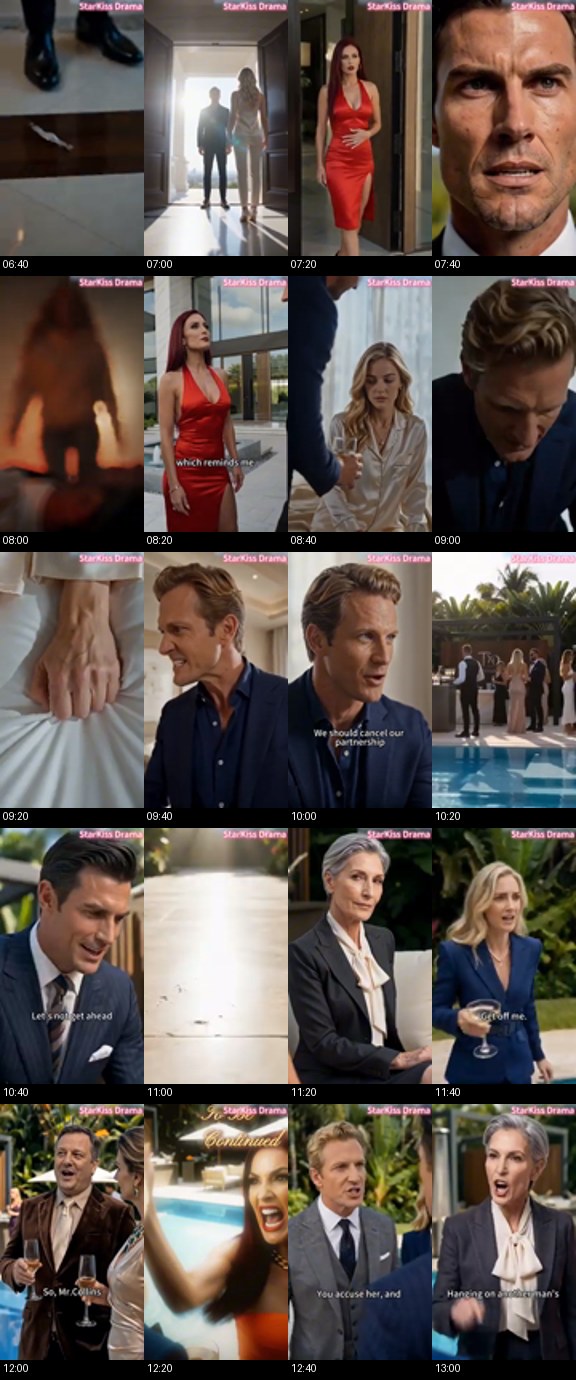 StarKiss Drama
StarKiss Drama
StarKiss Drama
StarKiss Drama
06:40
07:00
07:20
07:40
StarKiss Drama
StarKiss Drama
StarKiss Drama
StarKiss Drama
which reminds me.
08:00
08:20
08:40
09:00
StarKiss Drama
StarKiss Drama
StarKiss Drama
StarKiss Drama
We should cancel our
partnership
09:20
09:40
10:00
10:20
StarKiss Drama
StarKiss Drama
StarKiss Drama
StarKiss Drama
Let's not get ahead
Get off me.
10:40
11:00
11:20
11:40
StarKiss Drama
StarKiss Drama
StarKiss Drama
StarKiss Drama
To Be
Continued
So, Mr.Collins
You accuse her, and
Hanging on another man's
12:00
12:20
12:40
13:00